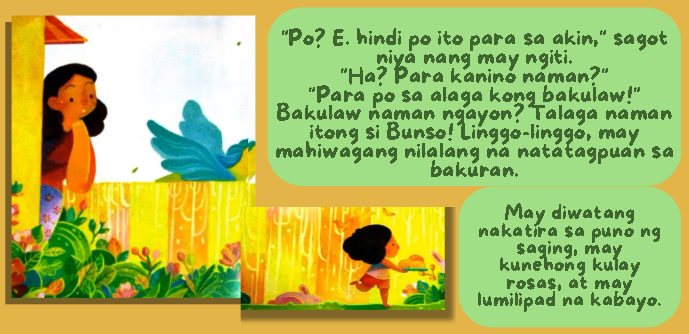 "Po? E. hindi po ito para sa akin," sagot
niya nang may ngiti.
"Ha? Para kanino naman?"
"Para po sa alaga kong bakulaw!"
Bakulaw naman ngayon? Talaga naman
itong si Bunso! Linggo-linggo, may
mahiwagang nilalang na natatagpuan sa
bakuran.
May diwatang
nakatira sa puno ng
saging, may
kunehong kulay
rosas, at may
lumilipad na kabayo.